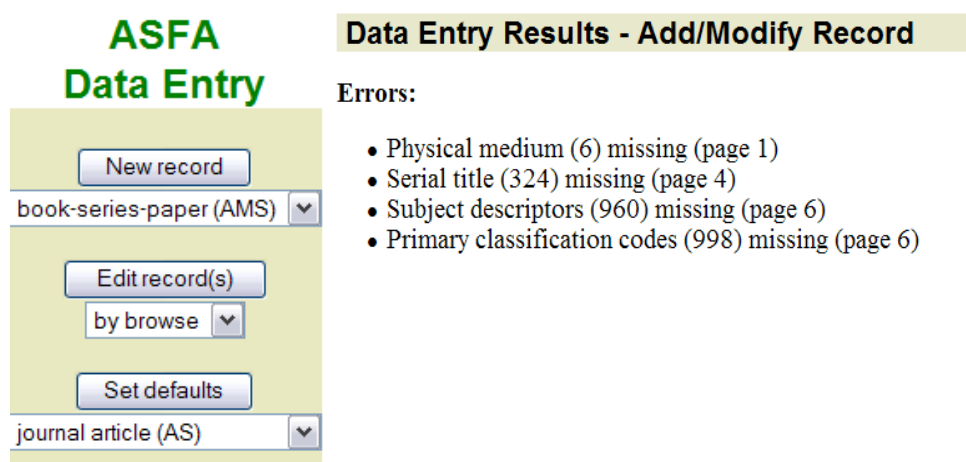 ASFA
Data Entry
New record
book-series-paper (AMS)
Edit record(s)
by browse
Set defaults
journal article (AS)
Data Entry Results - Add/Modify Record
Errors:
• Physical medium (6) missing (page 1)
• Serial title (324) missing (page 4)
• Subject descriptors (960) missing (page 6)
• Primary classification codes (998) missing (page 6)